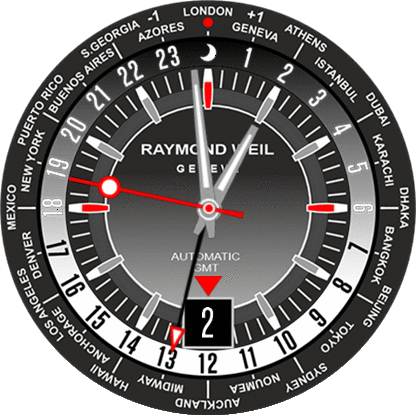 LONDON
+1
GENEVA
ATHENS
ISTANBUL
DUBAI
KARACHI
DHAKA
BANGKOK
BEIJING
TOKYO
SYDNEY
NOUMEA
AUCKLAND
MIDWAY
HAWAII
ANCHORAGE
LOS ANGELES
DENVER
MEXICO
NEW YORK
PUERTO RICO
BUENOS AIRES
S.GEORGIA
AZORES
-1
1
2
3
4
5
6
7
8
9
10
11
12
13
14
15
16
17
18
19
20
21
22
23
RAYMOND WEIL
GENEVE
AUTOMATIC
GMT
2